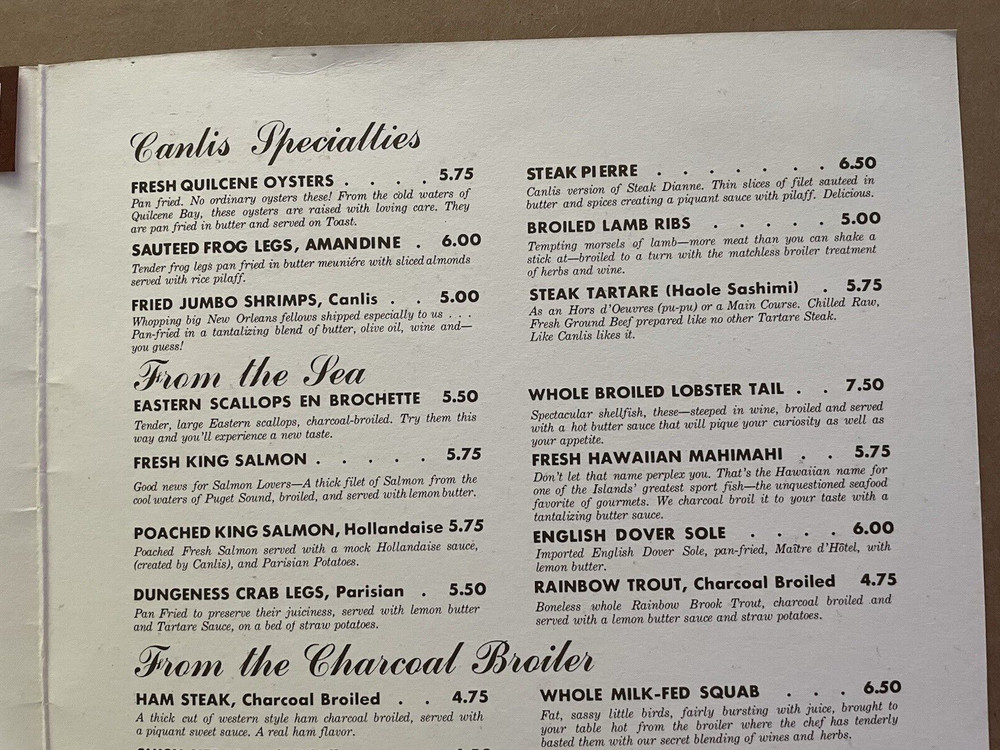 Canlis Specialties
FRESH QUILCENE OYSTERS . . . . 5.75
Pan fried. No ordinary oysters these! From the cold waters of
Quilcene Bay, these oysters are raised with loving care. They
are pan fried in butter and served on Toast.
SAUTEED FROG LEGS, AMANDINE . 6.00
Tender frog legs pan fried in butter meuniére with sliced almonds
served with rice pilaff.
FRIED JUMBO SHRIMPS, Canlis . . 5.00
Whopping big New Orleans fellows shipped especially to us . . .
Pan-fried in a tantalizing blend of butter, olive oil, wine and—
you guess!
STEAK PIERRE . . . . . . . 6.50
Canlis version of Steak Dianne. Thin slices of filet sauteed in
butter and spices creating a piquant sauce with pilaff. Delicious.
BROILED LAMB RIBS . . . . 5.00
Tempting morsels of lamb—more meat than you can shake a
stick at—broiled to a turn with the matchless broiler treatment
of herbs and wine.
STEAK TARTARE (Haole Sashimi) . 5.75
As an Hors d'Oeuvres (pu-pu) or a Main Course. Chilled Raw,
Fresh Ground Beef prepared like no other Tartare Steak.
Like Canlis likes it.
From the Sea
EASTERN SCALLOPS EN BROCHETTE 5.50
Tender, large Eastern scallops, charcoal-broiled. Try them this
way and you'll experience a new taste.
FRESH KING SALMON . . . . . 5.75
Good news for Salmon Lovers—A thick filet of Salmon from the
cool waters of Puget Sound, broiled, and served with lemon butter.
POACHED KING SALMON, Hollandaise 5.75
Poached Fresh Salmon served with a mock Hollandaise sauce,
(created by Canlis), and Parisian Potatoes.
DUNGENESS CRAB LEGS, Parisian . 5.50
Pan Fried to preserve their juiciness, served with lemon butter
and Tartare Sauce, on a bed of straw potatoes.
WHOLE BROILED LOBSTER TAIL . . 7.50
Spectacular shellfish, these—steeped in wine, broiled and served
with a hot butter sauce that will pique your curiosity as well as
your appetite.
FRESH HAWAIIAN MAHIMAHI . . 5.75
Don't let that name perplex you. That's the Hawaiian name for
one of the Islands' greatest sport fish—the unquestioned seafood
favorite of gourmets. We charcoal broil it to your taste with a
tantalizing butter sauce.
ENGLISH DOVER SOLE . . . . 6.00
Imported English Dover Sole, pan-fried, Maître d'Hôtel, with
lemon butter.
RAINBOW TROUT, Charcoal Broiled 4.75
Boneless whole Rainbow Brook Trout, charcoal broiled and
served with a lemon butter sauce and straw potatoes.
From the Charcoal Broiler
HAM STEAK, Charcoal Broiled . . 4.75
A thick cut of western style ham charcoal broiled, served with
a piquant sweet sauce. A real ham flavor.
WHOLE MILK-FED SQUAB . . . 6.50
Fat, sassy little birds, fairly bursting with juice, brought to
your table hot from the broiler where the chef has tenderly
basted them with our secret blending of wines and herbs.